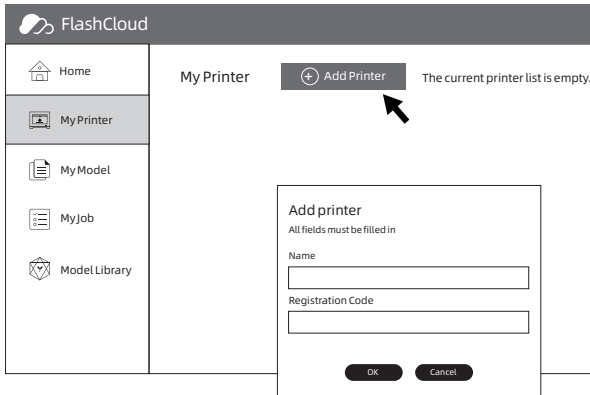 FlashCloud
Home
My Printer
My Model
My Job
Model Library
My Printer
Add Printer
The current printer list is empty.
Add printer
All fields must be filled in
Name
Registration Code
OK
Cancel